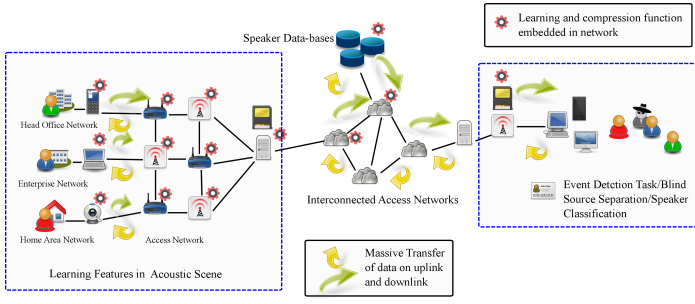 Speaker Data-bases
Learning and compression function
embedded in network
Head Office Network
Enterprise Network
Home Area Network
Access Network
Learning Features in Acoustic Scene
Interconnected Access Networks
Massive Transfer
of data on uplink
and downlink
Event Detction Task/Blind
Source Separation/Speaker
Classification